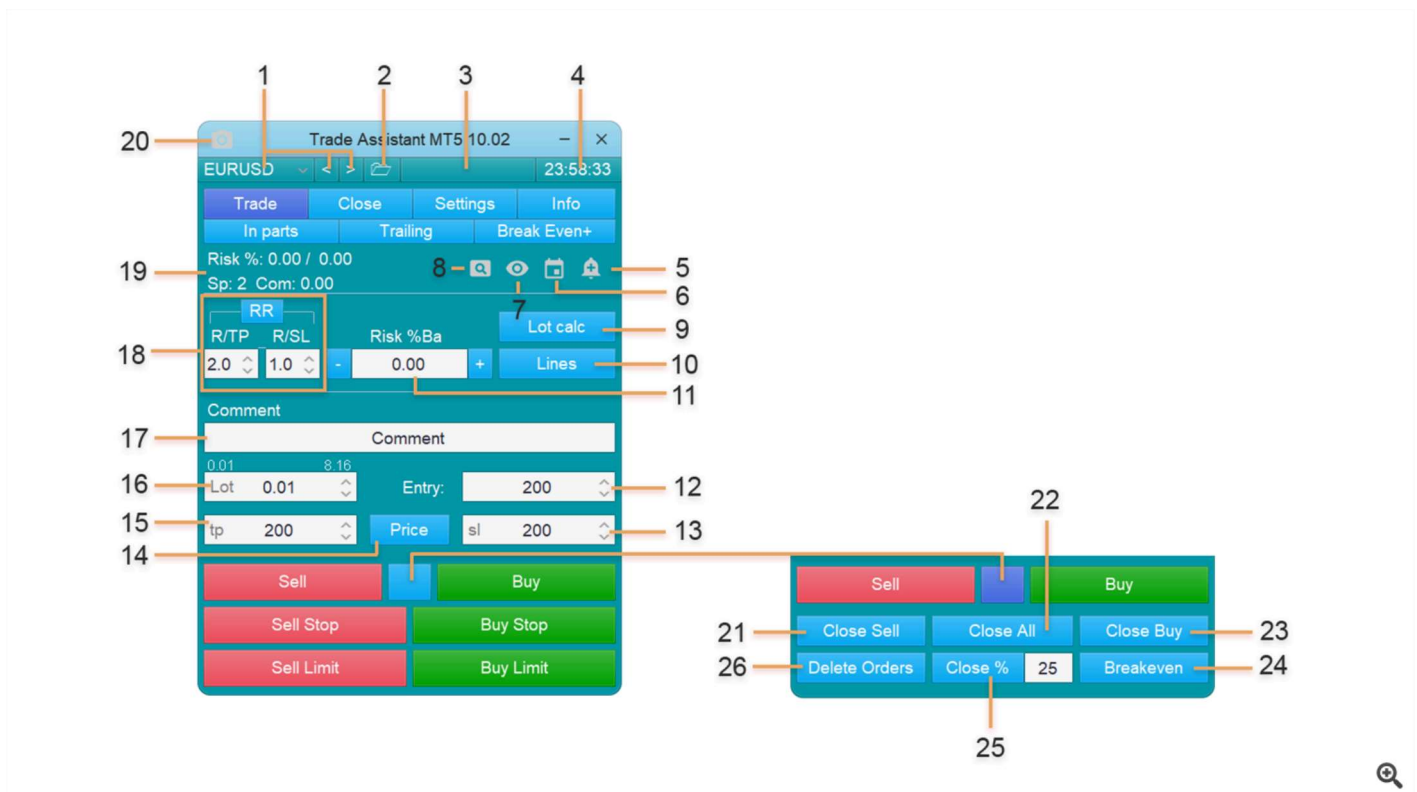 1 2 3 4
20 Trade Assistant MT5 10.02
EURUSD < > 23:58:33
Trade Close Settings Info
In parts Trailing Break Even+
Risk %: 0.00 / 0.00
19 8 5
Sp: 2 Com: 0.00
6
RR 7
Lot calc 9
R/TP R/SL Risk %Ba
18 2.0 1.0 - 0.00 + Lines 10
11
Comment
17 Comment
0.01 8.16
16 Lot 0.01 Entry: 200 12
15 tp 200 Price sl 200 13
14
Sell Buy
Sell Stop Buy Stop
Sell Limit Buy Limit
22
Sell Buy
21 Close Sell Close All Close Buy 23
26 Delete Orders Close % 25 Breakeven 24
25